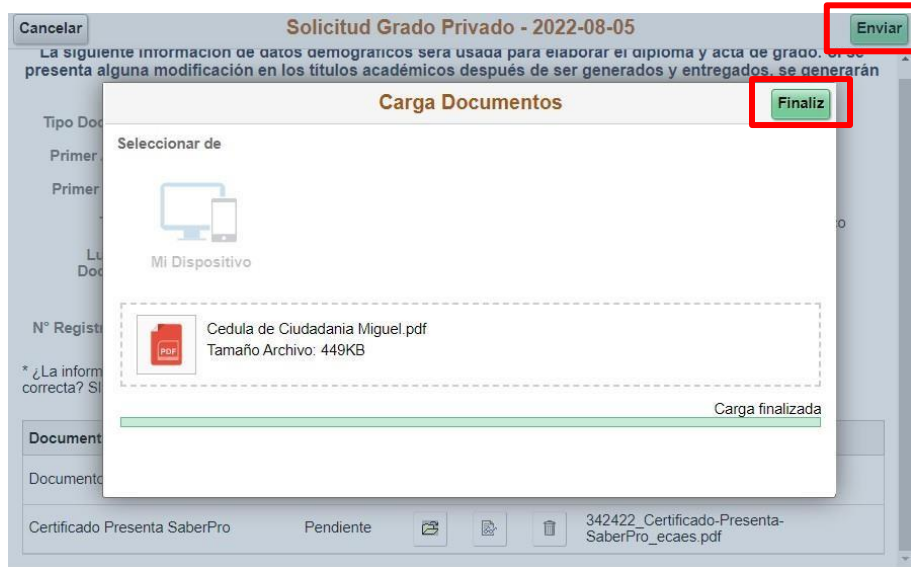 Cancelar
Solicitud Grado Privado - 2022-08-05
Enviar
La siguiente información de datos demográficos será usada para elaborar el diploma y acta de grado. Si se
presenta alguna modificación en los títulos académicos después de ser generados y entregados, se generarán
Carga Documentos
Finaliz
Tipo Doc
Seleccionar de
Primer
Primer
Lu
Mi Dispositivo
Doc
N° Registr
Cedula de Ciudadania Miguel.pdf
PDF
Tamaño Archivo: 449KB
* ¿La inform
correcta? SI
Carga finalizada
Document
Documento
Certificado Presenta SaberPro Pendiente 342422_Certificado-Presenta-
SaberPro_ecaes.pdf